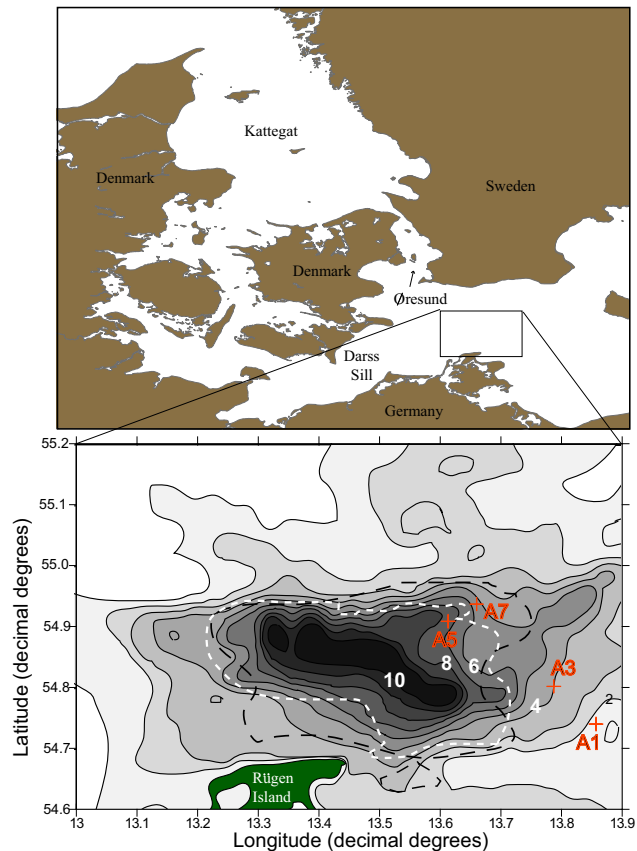 Kattegat
Denmark
Sweden
Denmark
Øresund
Darss
Sill
Germany
55.2
55.1
55.0
54.9
54.8
54.7
54.6
Latitude (decimal degrees)
A7
A5
8
6
A3
10
4
2
A1
Rügen
Island
13
13.1
13.2
13.3
13.4
13.5
13.6
13.7
13.8
13.9
Longitude (decimal degrees)